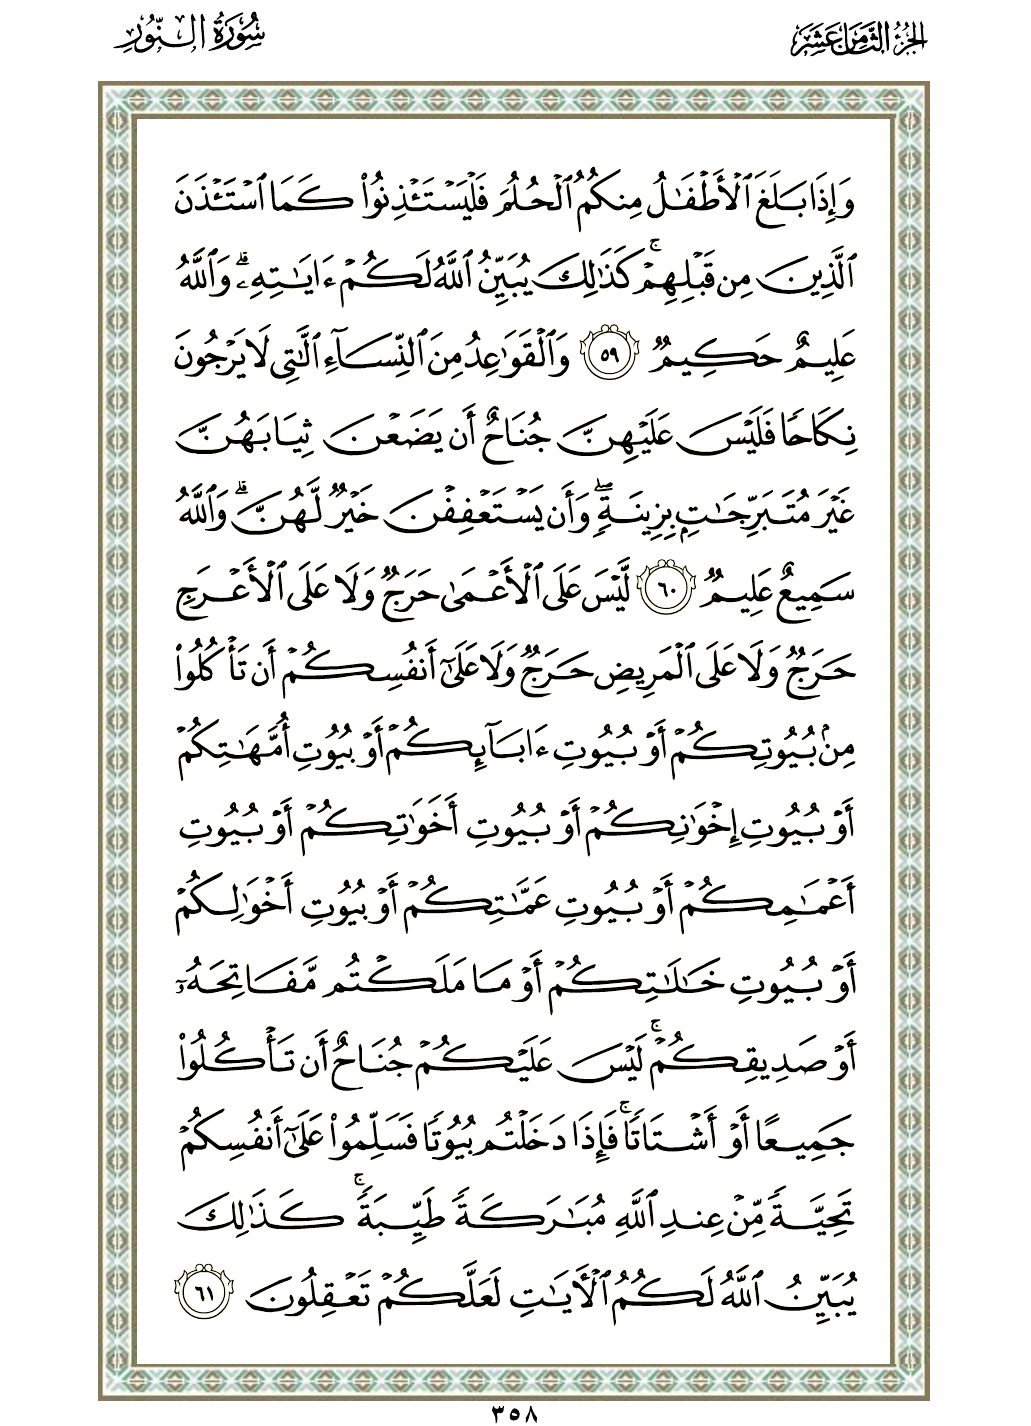 الجزء الثامن عشر
سورة النور
وَإِذَا بَلَغَ ٱلْأَطْفَٰلُ مِنكُمُ ٱلْحُلُمَ فَلْيَسْتَـْٔذِنُوا۟ كَمَا ٱسْتَـْٔذَنَ
ٱلَّذِينَ مِن قَبْلِهِمْ ۚ كَذَٰلِكَ يُبَيِّنُ ٱللَّهُ لَكُمْ ءَايَٰتِهِۦ ۗ وَٱللَّهُ
عَلِيمٌ حَكِيمٌ ٥٩ وَٱلْقَوَٰعِدُ مِنَ ٱلنِّسَآءِ ٱلَّٰتِى لَا يَرْجُونَ
نِكَاحًا فَلَيْسَ عَلَيْهِنَّ جُنَاحٌ أَن يَضَعْنَ ثِيَابَهُنَّ
غَيْرَ مُتَبَرِّجَٰتٍۭ بِزِينَةٍ ۖ وَأَن يَسْتَعْفِفْنَ خَيْرٌ لَّهُنَّ ۗ وَٱللَّهُ
سَمِيعٌ عَلِيمٌ ٦٠ لَّيْسَ عَلَى ٱلْأَعْمَىٰ حَرَجٌ وَلَا عَلَى ٱلْأَعْرَجِ
حَرَجٌ وَلَا عَلَى ٱلْمَرِيضِ حَرَجٌ وَلَا عَلَىٰٓ أَنفُسِكُمْ أَن تَأْكُلُوا۟
مِنۢ بُيُوتِكُمْ أَوْ بُيُوتِ ءَابَآئِكُمْ أَوْ بُيُوتِ أُمَّهَٰتِكُمْ
أَوْ بُيُوتِ إِخْوَٰنِكُمْ أَوْ بُيُوتِ أَخَوَٰتِكُمْ أَوْ بُيُوتِ
أَعْمَٰمِكُمْ أَوْ بُيُوتِ عَمَّٰتِكُمْ أَوْ بُيُوتِ أَخْوَٰلِكُمْ
أَوْ بُيُوتِ خَٰلَٰتِكُمْ أَوْ مَا مَلَكْتُم مَّفَاتِحَهُۥٓ
أَوْ صَدِيقِكُمْ ۚ لَيْسَ عَلَيْكُمْ جُنَاحٌ أَن تَأْكُلُوا۟
جَمِيعًا أَوْ أَشْتَاتًا ۚ فَإِذَا دَخَلْتُم بُيُوتًا فَسَلِّمُوا۟ عَلَىٰٓ أَنفُسِكُمْ
تَحِيَّةً مِّنْ عِندِ ٱللَّهِ مُبَٰرَكَةً طَيِّبَةً ۚ كَذَٰلِكَ
يُبَيِّنُ ٱللَّهُ لَكُمُ ٱلْأَيَٰتِ لَعَلَّكُمْ تَعْقِلُونَ ٦١
٣٥٨